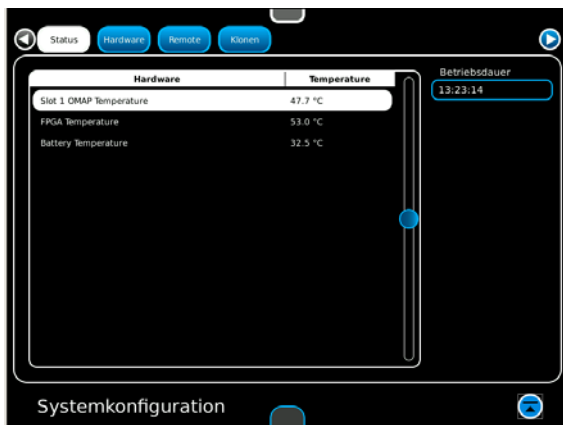 Status Hardware Remote Klonen
Hardware Temperature Betriebsdauer
Slot 1 OMAP Temperature 47.7 °C 13:23:14
FPGA Temperature 53.0 °C
Battery Temperature 32.5 °C
Systemkonfiguration